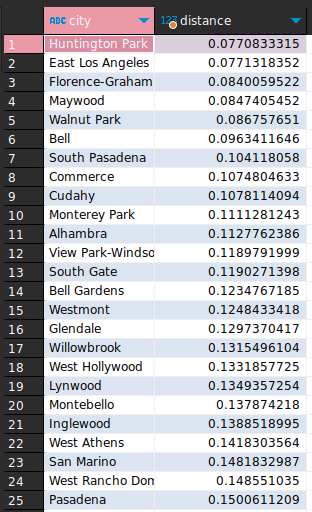 ABC city 123 distance
1 Huntington Park 0.0770833315
2 East Los Angeles 0.0771318352
3 Florence-Graham 0.0840059522
4 Maywood 0.0847405452
5 Walnut Park 0.086757651
6 Bell 0.0963411646
7 South Pasadena 0.104118058
8 Commerce 0.1074804633
9 Cudahy 0.1078114094
10 Monterey Park 0.1111281243
11 Alhambra 0.1127762386
12 View Park-Windso 0.1189791999
13 South Gate 0.1190271398
14 Bell Gardens 0.1234767185
15 Westmont 0.1248433418
16 Glendale 0.1297370417
17 Willowbrook 0.1315496104
18 West Hollywood 0.1331857725
19 Lynwood 0.1349357254
20 Montebello 0.137874218
21 Inglewood 0.1388518995
22 West Athens 0.1418303564
23 San Marino 0.1481832987
24 West Rancho Dom 0.148551035
25 Pasadena 0.1500611209